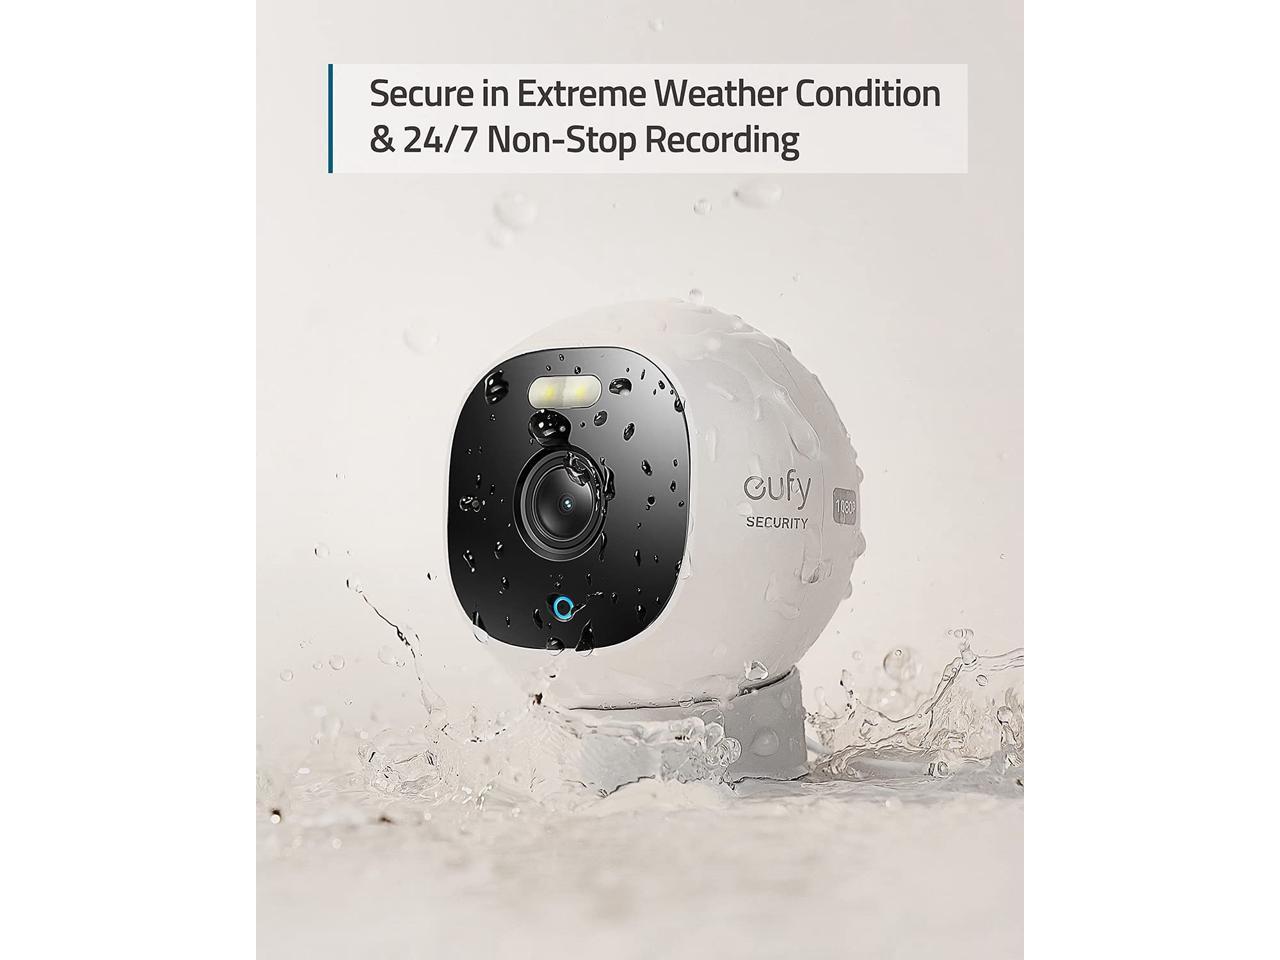 Secure in Extreme Weather Condition
& 24/7 Non-Stop Recording
eufy
SECURITY
1080P